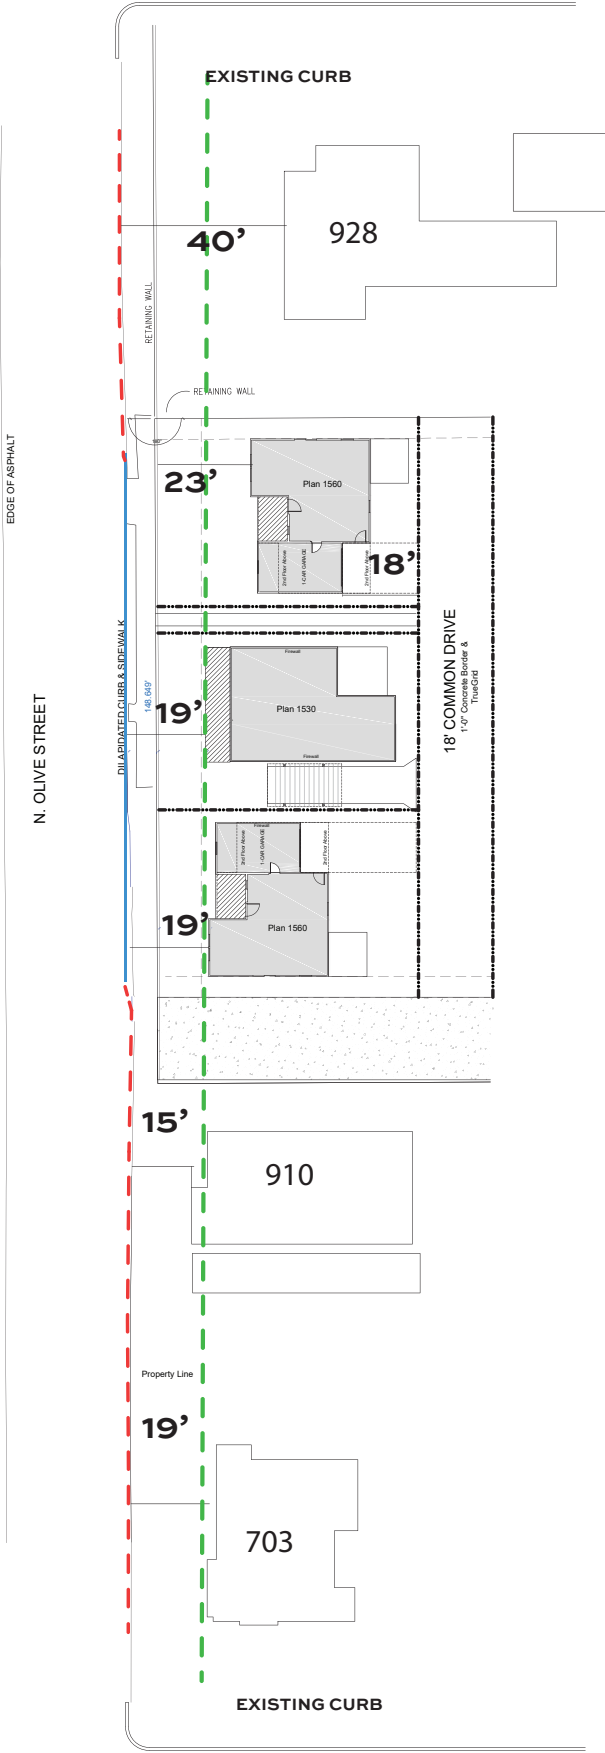 EXISTING CURB
928
40’
RETAINING WALL
RETAINING WALL
EDGE OF ASPHALT
23’
Plan 1560
2nd Floor Above
1-CAR GARAGE
2nd Floor Above
18’
DILAPIDATED CURB & SIDEWALK
148.649'
N. OLIVE STREET
19’
Firewall
Plan 1530
Firewall
18' COMMON DRIVE
1'-0" Concrete Border &
TrueGrid
Firewall
2nd Floor Above
1-CAR GARAGE
2nd Floor Above
19’
Plan 1560
15’
910
Property Line
19’
703
EXISTING CURB